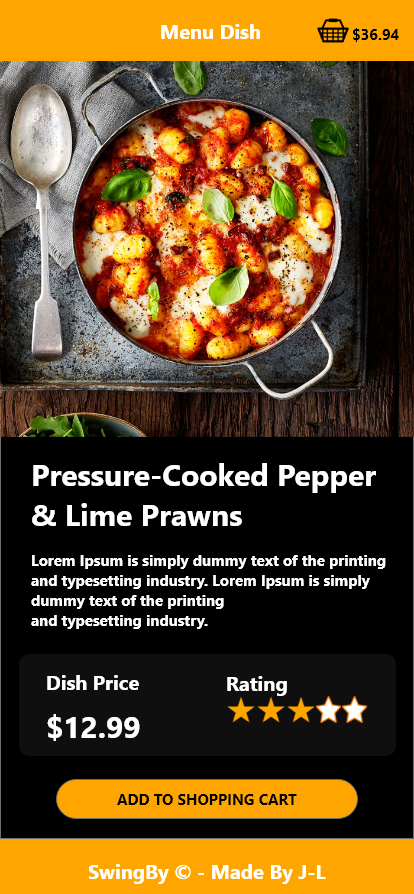 Menu Dish
$36.94
Pressure-Cooked Pepper
& Lime Prawns
Lorem Ipsum is simply dummy text of the printing
and typesetting industry. Lorem Ipsum is simply
dummy text of the printing
and typesetting industry.
Dish Price
$12.99
Rating
ADD TO SHOPPING CART
SwingBy © - Made By J-L